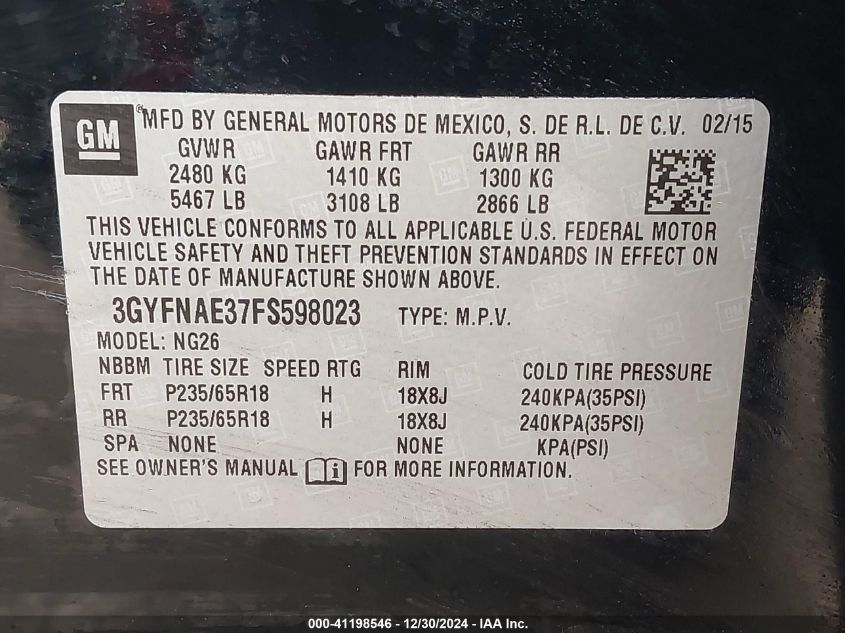 GM ® MFD BY GENERAL MOTORS DE MEXICO, S. DE R.L. DE C.V. 02/15
GVWR GAWR FRT GAWR RR
2480 KG 1410 KG 1300 KG
5467 LB 3108 LB 2866 LB
THIS VEHICLE CONFORMS TO ALL APPLICABLE U.S. FEDERAL MOTOR
VEHICLE SAFETY AND THEFT PREVENTION STANDARDS IN EFFECT ON
THE DATE OF MANUFACTURE SHOWN ABOVE.
3GYFNAE37FS598023 TYPE: M.P.V.
MODEL: NG26
NBBM TIRE SIZE SPEED RTG RIM COLD TIRE PRESSURE
FRT P235/65R18 H 18X8J 240KPA(35PSI)
RR P235/65R18 H 18X8J 240KPA(35PSI)
SPA NONE NONE KPA(PSI)
SEE OWNER'S MANUAL FOR MORE INFORMATION.
000-41198546 - 12/30/2024 - IAA Inc.